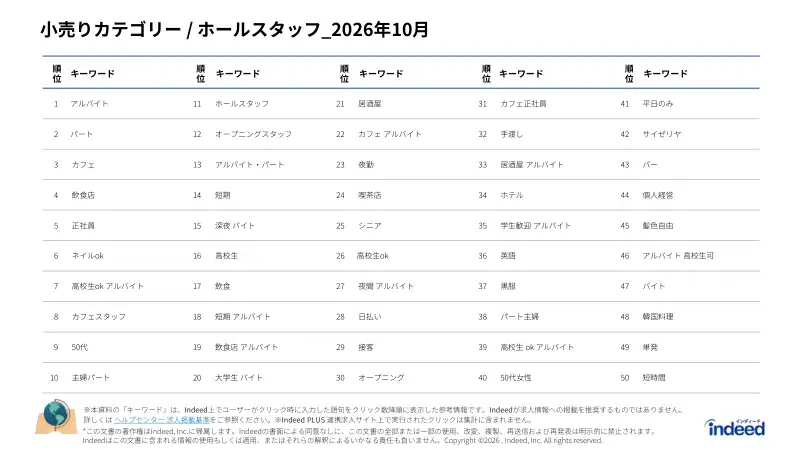 小売りカテゴリー / ホールスタッフ_2026年10月
順位 キーワード 順位 キーワード 順位 キーワード 順位 キーワード 順位 キーワード
1 アルバイト 11 ホールスタッフ 21 居酒屋 31 カフェ正社員 41 平日のみ
2 パート 12 オープニングスタッフ 22 カフェ アルバイト 32 手渡し 42 サイゼリヤ
3 カフェ 13 アルバイト・パート 23 夜勤 33 居酒屋 アルバイト 43 バー
4 飲食店 14 短期 24 喫茶店 34 ホテル 44 個人経営
5 正社員 15 深夜 バイト 25 シニア 35 学生歓迎 アルバイト 45 髪色自由
6 ネイルok 16 高校生 26 高校生ok 36 英語 46 アルバイト 高校生可
7 高校生ok アルバイト 17 飲食 27 夜間 アルバイト 37 黒服 47 バイト
8 カフェスタッフ 18 短期 アルバイト 28 日払い 38 パート主婦 48 韓国料理
9 50代 19 飲食店 アルバイト 29 接客 39 高校生 ok アルバイト 49 単発
10 主婦パート 20 大学生 バイト 30 オープニング 40 50代女性 50 短時間
※本資料の「キーワード」は、Indeed上でユーザーがクリック時に入力した語句をクリック数降順に表示した参考情報です。Indeedが求人情報への掲載を推奨するものではありません。
詳しくは ヘルプセンター 求人掲載基準をご参照ください。※Indeed PLUS 連携求人サイト上で実行されたクリックは集計に含まれません。
*この文書の著作権はIndeed, Inc.に帰属します。Indeedの書面による同意なしに、この文書の全部または一部の使用、改変、複製、再送信および再発表は明示的に禁止されます。
Indeedはこの文書に含まれる情報の使用もしくは適用、またはそれらの解釈によるいかなる責任も負いません。Copyright ©2026 , Indeed, Inc. All rights reserved.
インディード
indeed